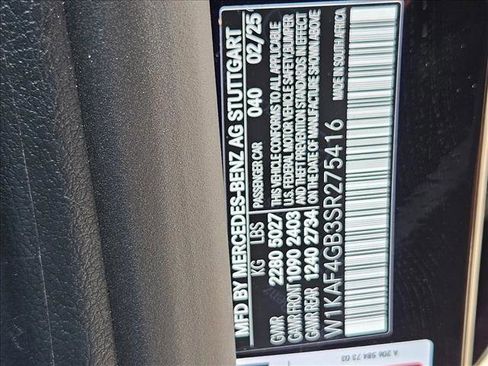 MFD BY MERCEDES-BENZ AG STUTTGART
PASSENGER CAR 040 02/25
THIS VEHICLE CONFORMS TO ALL APPLICABLE
U.S. FEDERAL MOTOR VEHICLE SAFETY, BUMPER
AND THEFT PREVENTION STANDARDS IN EFFECT
ON THE DATE OF MANUFACTURE SHOWN ABOVE.
KG LBS
GVWR 2280 5027
GAWR FRONT 1090 2403
GAWR REAR 1240 2734
MADE IN SOUTH AFRICA
W1KAF4GB3SR275416
A 206 584 73 03